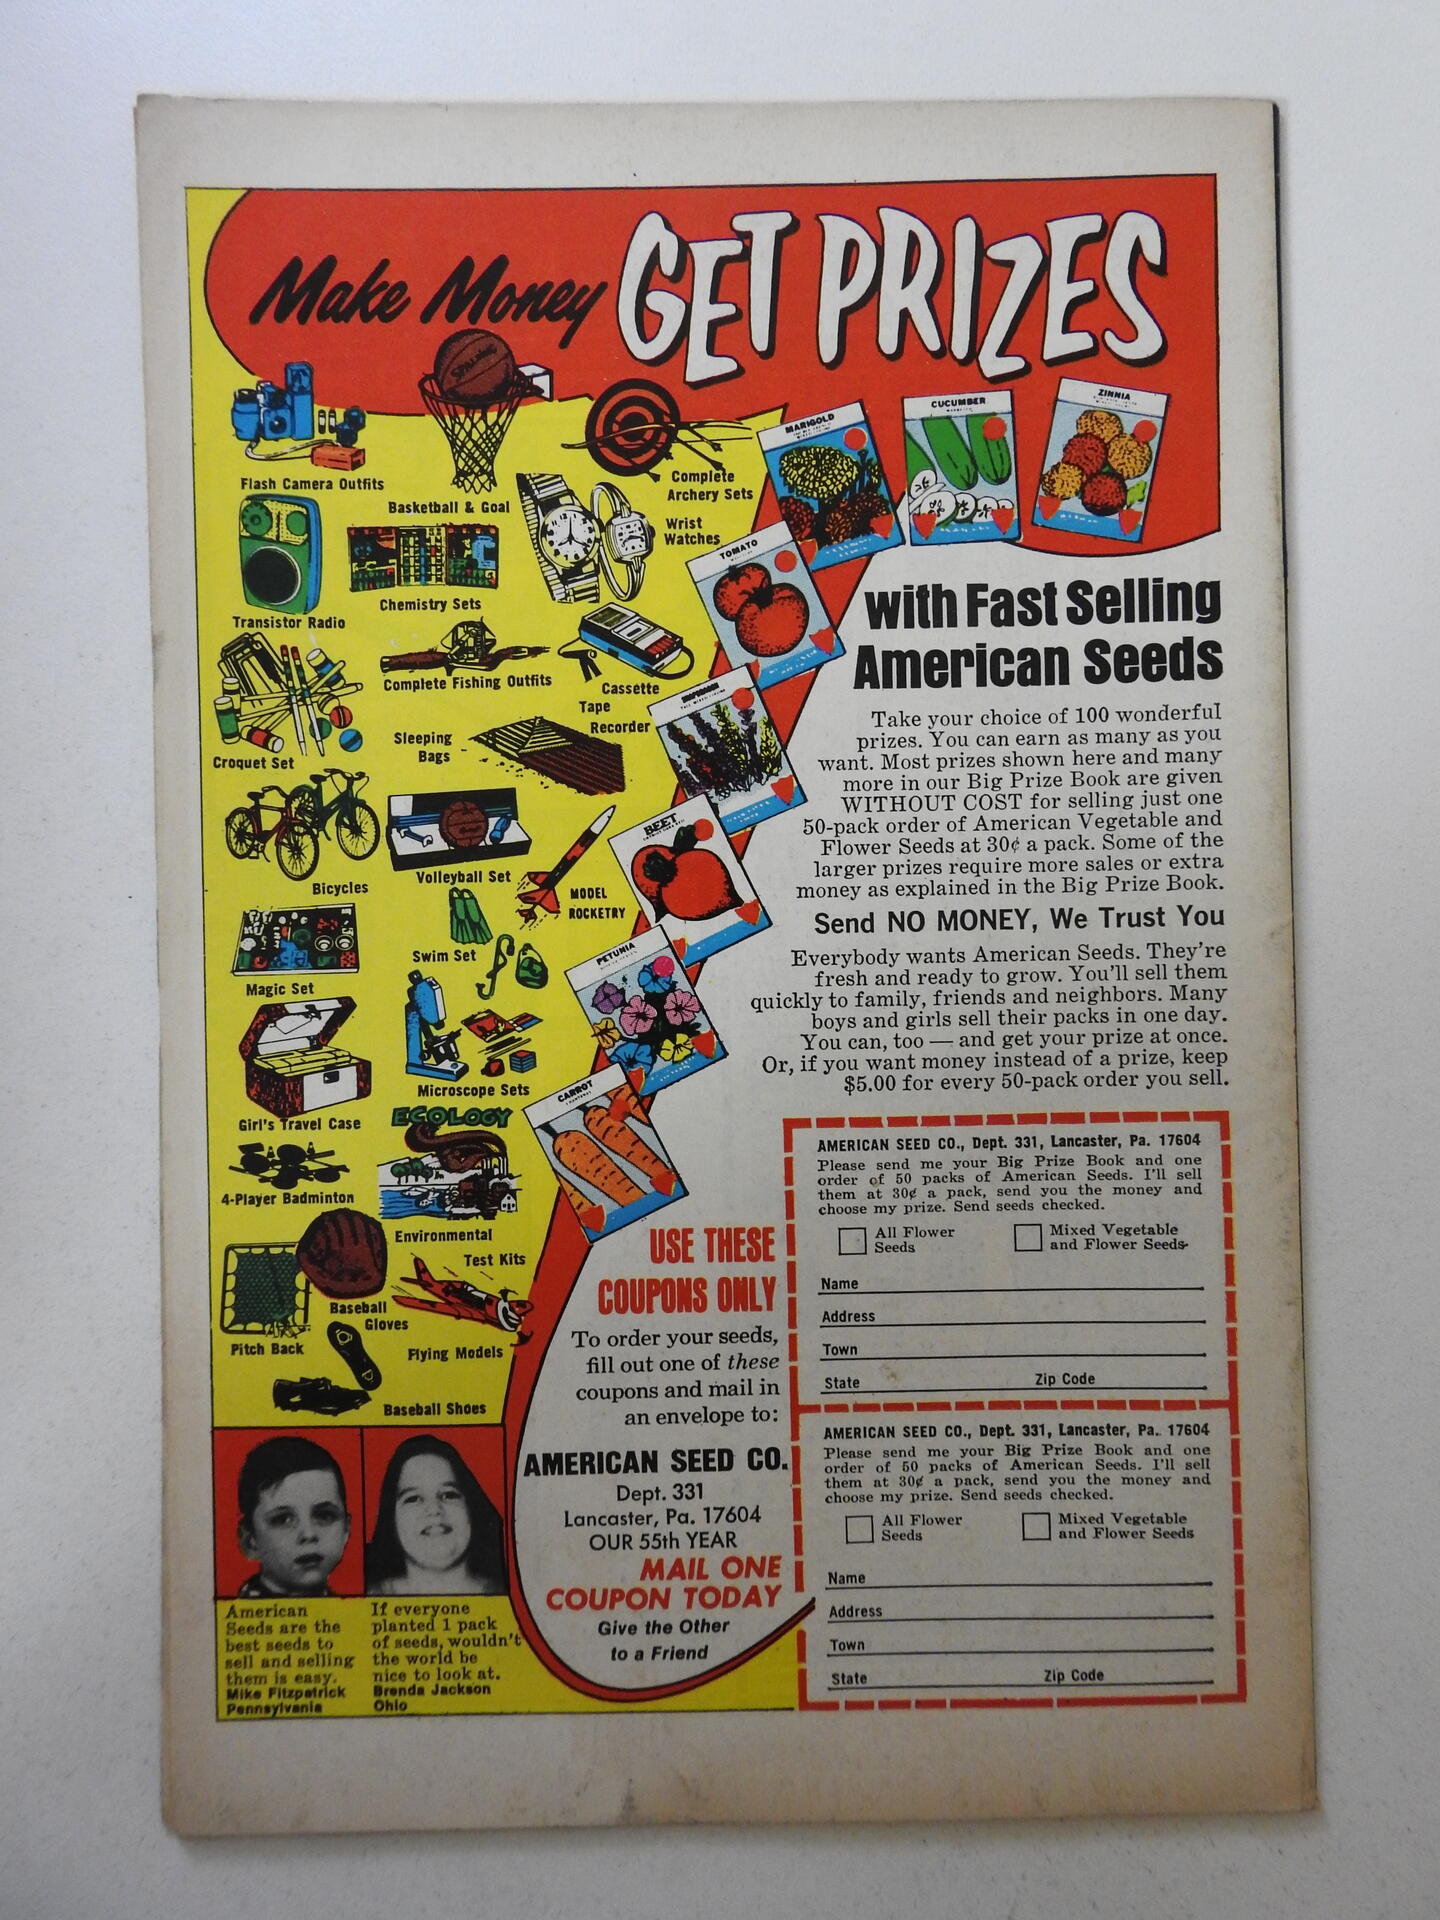 Make Money GET PRIZES
SPALDING
Flash Camera Outfits
Basketball & Goal
Complete
Archery Sets
Wrist
Watches
Transistor Radio
Chemistry Sets
Complete Fishing Outfits
Cassette
Tape
Recorder
Croquet Set
Sleeping
Bags
Bicycles
Volleyball Set
MODEL
ROCKETRY
Magic Set
Swim Set
Girl's Travel Case
Microscope Sets
ECOLOGY
4-Player Badminton
Environmental
Test Kits
Baseball
Gloves
Pitch Back
Flying Models
Baseball Shoes
MARIGOLD
CUCUMBER
ZINNIA
TOMATO
SNAPDRAGON
BEET
PETUNIA
CARROT
with Fast Selling
American Seeds
Take your choice of 100 wonderful
prizes. You can earn as many as you
want. Most prizes shown here and many
more in our Big Prize Book are given
WITHOUT COST for selling just one
50-pack order of American Vegetable and
Flower Seeds at 30¢ a pack. Some of the
larger prizes require more sales or extra
money as explained in the Big Prize Book.
Send NO MONEY, We Trust You
Everybody wants American Seeds. They're
fresh and ready to grow. You'll sell them
quickly to family, friends and neighbors. Many
boys and girls sell their packs in one day.
You can, too — and get your prize at once.
Or, if you want money instead of a prize, keep
$5.00 for every 50-pack order you sell.
USE THESE
COUPONS ONLY
To order your seeds,
fill out one of these
coupons and mail in
an envelope to:
AMERICAN SEED CO.
Dept. 331
Lancaster, Pa. 17604
OUR 55th YEAR
MAIL ONE
COUPON TODAY
Give the Other
to a Friend
AMERICAN SEED CO., Dept. 331, Lancaster, Pa. 17604
Please send me your Big Prize Book and one
order of 50 packs of American Seeds. I'll sell
them at 30¢ a pack, send you the money and
choose my prize. Send seeds checked.
All Flower
Seeds
Mixed Vegetable
and Flower Seeds
Name
Address
Town
State Zip Code
AMERICAN SEED CO., Dept. 331, Lancaster, Pa. 17604
Please send me your Big Prize Book and one
order of 50 packs of American Seeds. I'll sell
them at 30¢ a pack, send you the money and
choose my prize. Send seeds checked.
All Flower
Seeds
Mixed Vegetable
and Flower Seeds
Name
Address
Town
State Zip Code
American
Seeds are the
best seeds to
sell and selling
them is easy.
Mike Fitzpatrick
Pennsylvania
If everyone
planted 1 pack
of seeds, wouldn't
the world be
nice to look at.
Brenda Jackson
Ohio